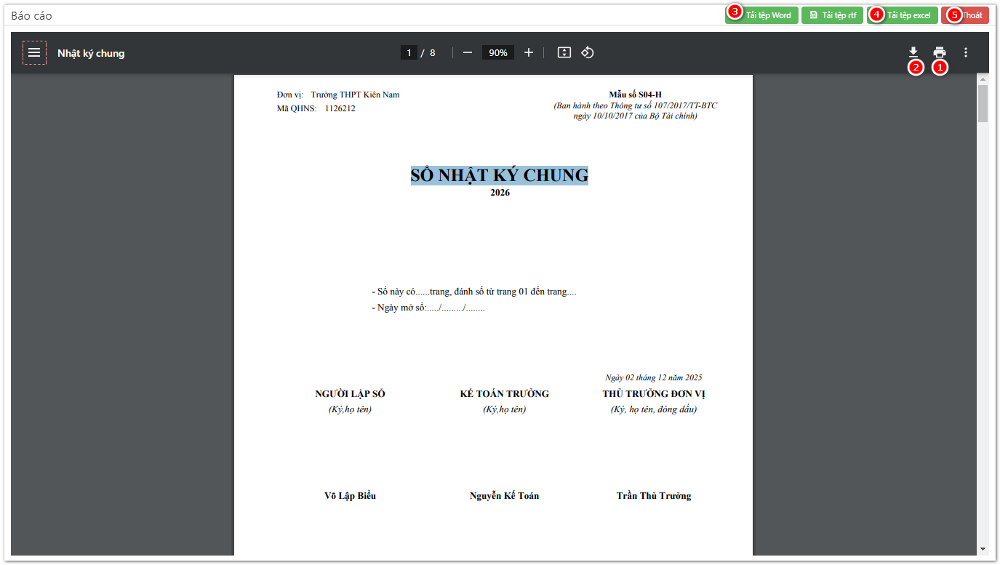 Báo cáo
3 Tải tệp Word Tải tệp rtf 4 Tải tệp excel 5 Thoát
Nhật ký chung 1 / 8 90%
2 1
Đơn vị: Trường THPT Kiên Nam
Mã QHNS: 1126212
Mẫu số S04-H
(Ban hành theo Thông tư số 107/2017/TT-BTC
ngày 10/10/2017 của Bộ Tài chính)
SỔ NHẬT KÝ CHUNG
2026
- Sổ này có......trang, đánh số từ trang 01 đến trang....
- Ngày mở sổ:...../........./........
Ngày 02 tháng 12 năm 2025
NGƯỜI LẬP SỔ KẾ TOÁN TRƯỞNG THỦ TRƯỞNG ĐƠN VỊ
(Ký,họ tên) (Ký,họ tên) (Ký, họ tên, đóng dấu)
Võ Lập Biểu Nguyễn Kế Toán Trần Thủ Trưởng